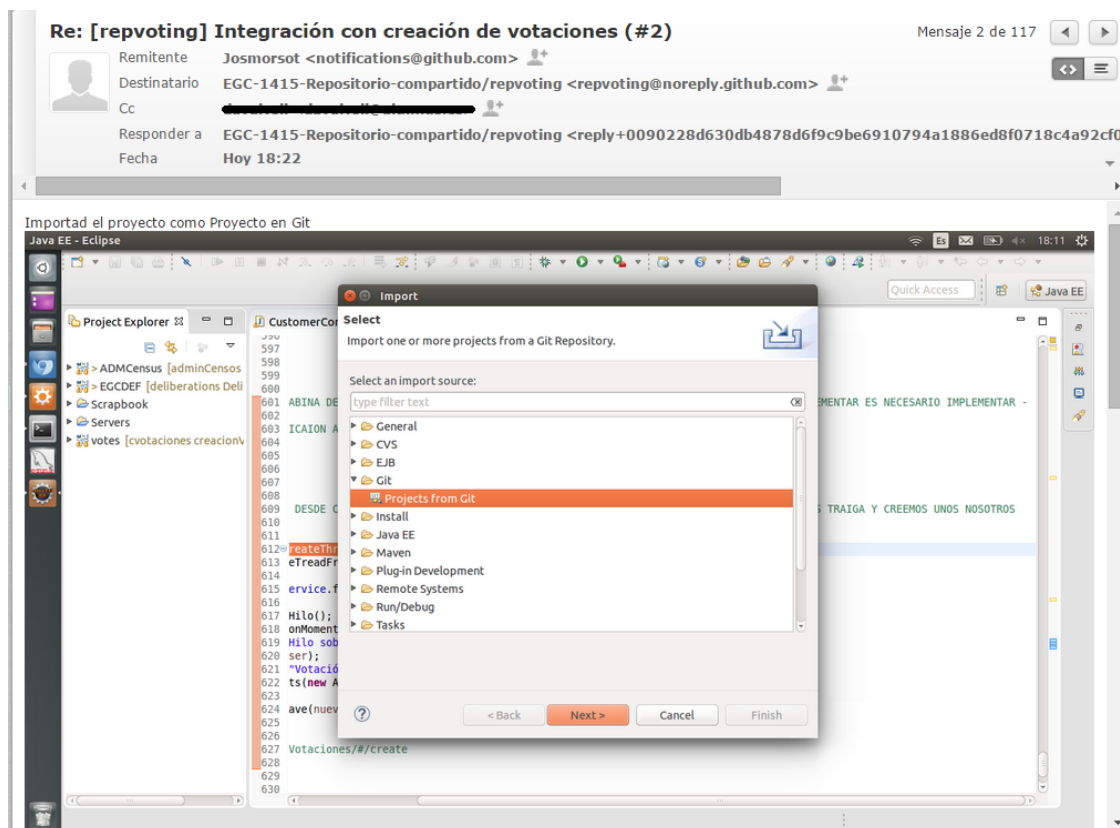 Re: [repvoting] Integración con creación de votaciones (#2)
Mensaje 2 de 117
Remitente Josmorsot <notifications@github.com>
Destinatario EGC-1415-Repositorio-compartido/repvoting <repvoting@noreply.github.com>
Cc
Responder a EGC-1415-Repositorio-compartido/repvoting <reply+0090228d630db4878d6f9c9be6910794a1886ed8f0718c4a92cf0
Fecha Hoy 18:22
Importad el proyecto como Proyecto en Git
Java EE - Eclipse
Es
18:11
Quick Access
Java EE
Project Explorer
> ADMCensus [adminCensos
> EGCDEF [deliberations Deli
Scrapbook
Servers
votes [cvotaciones creacionV
CustomerCon
596
597
598
599
600
601 ABINA DE
EMENTAR ES NECESARIO IMPLEMENTAR -
602
603 ICAION A
604
605
606
607
608
609 DESDE C
S TRAIGA Y CREEMOS UNOS NOSOTROS
610
611
612 reateThr
613 eTreadFr
614
615 ervice.f
616
617 Hilo();
618 onMoment
619 Hilo sob
620 ser);
621 "Votació
622 ts(new A
623
624 ave(nuev
625
626
627 Votaciones/#/create
628
629
630
Import
Select
Import one or more projects from a Git Repository.
Select an import source:
type filter text
General
CVS
EJB
Git
Projects from Git
Install
Java EE
Maven
Plug-in Development
Remote Systems
Run/Debug
Tasks
< Back
Next >
Cancel
Finish